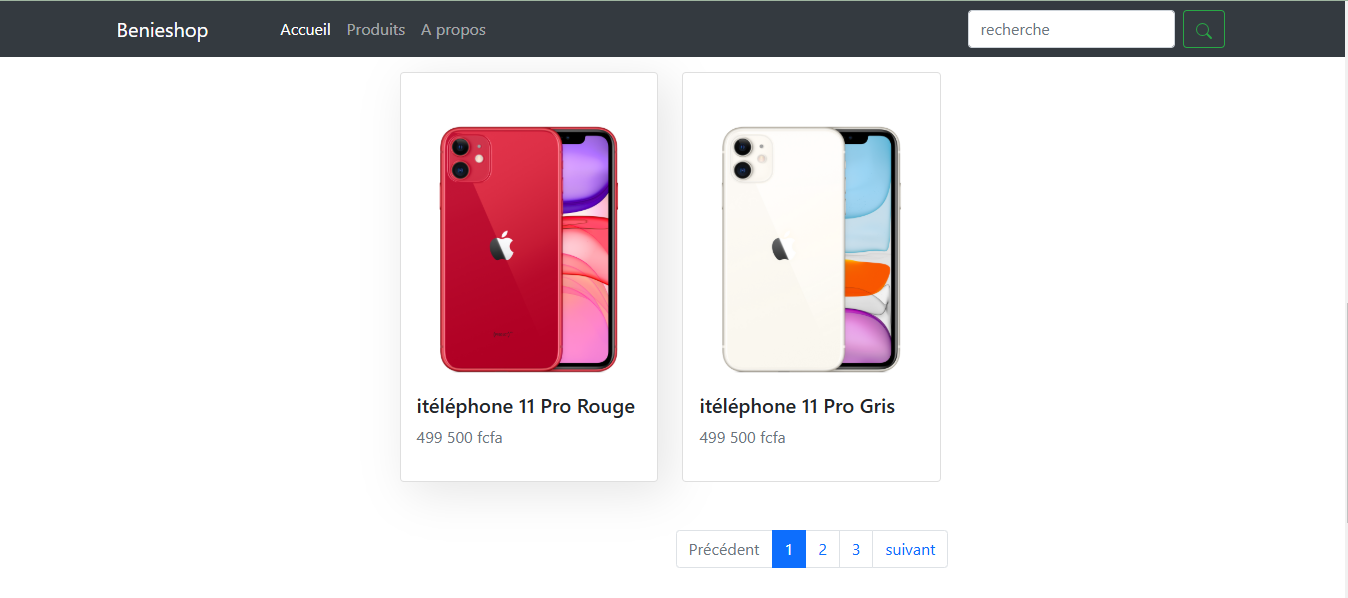 Benieshop Accueil Produits A propos recherche
itéléphone 11 Pro Rouge
499 500 fcfa
itéléphone 11 Pro Gris
499 500 fcfa
Précédent 1 2 3 suivant